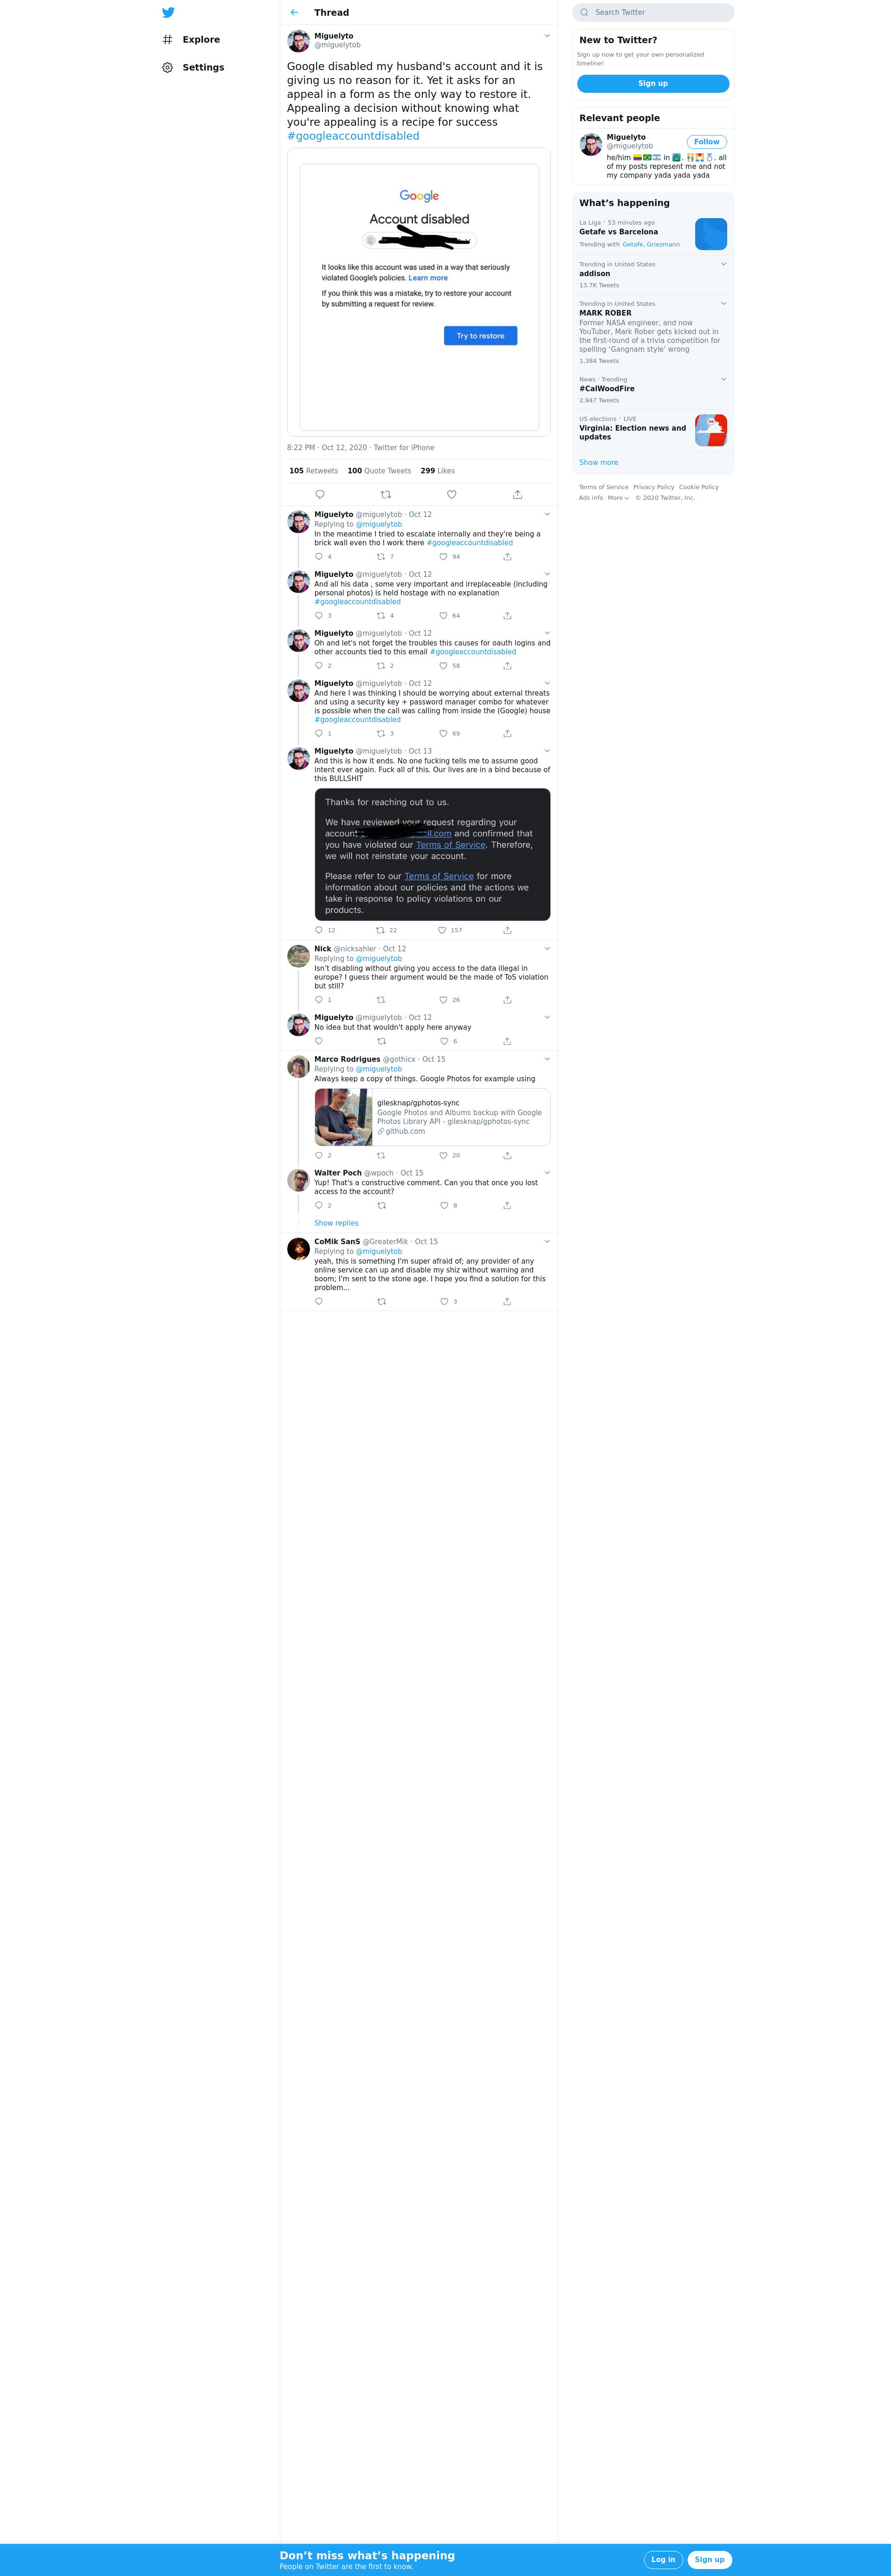 Explore
Settings
Thread
Miguelyto
@miguelytob
Google disabled my husband's account and it is
giving us no reason for it. Yet it asks for an
appeal in a form as the only way to restore it.
Appealing a decision without knowing what
you're appealing is a recipe for success
#googleaccountdisabled
Google
Account disabled
It looks like this account was used in a way that seriously
violated Google's policies. Learn more
If you think this was a mistake, try to restore your account
by submitting a request for review.
Try to restore
8:22 PM · Oct 12, 2020 · Twitter for iPhone
105 Retweets 100 Quote Tweets 299 Likes
Miguelyto @miguelytob · Oct 12
Replying to @miguelytob
In the meantime I tried to escalate internally and they're being a
brick wall even tho I work there #googleaccountdisabled
4 7 94
Miguelyto @miguelytob · Oct 12
And all his data , some very important and irreplaceable (including
personal photos) is held hostage with no explanation
#googleaccountdisabled
3 4 64
Miguelyto @miguelytob · Oct 12
Oh and let's not forget the troubles this causes for oauth logins and
other accounts tied to this email #googleaccountdisabled
2 2 58
Miguelyto @miguelytob · Oct 12
And here I was thinking I should be worrying about external threats
and using a security key + password manager combo for whatever
is possible when the call was calling from inside the (Google) house
#googleaccountdisabled
1 3 69
Miguelyto @miguelytob · Oct 13
And this is how it ends. No one fucking tells me to assume good
intent ever again. Fuck all of this. Our lives are in a bind because of
this BULLSHIT
Thanks for reaching out to us.
We have reviewed your request regarding your
account il.com and confirmed that
you have violated our Terms of Service. Therefore,
we will not reinstate your account.
Please refer to our Terms of Service for more
information about our policies and the actions we
take in response to policy violations on our
products.
12 22 157
Nick @nicksahler · Oct 12
Replying to @miguelytob
Isn't disabling without giving you access to the data illegal in
europe? I guess their argument would be the made of ToS violation
but still?
1 26
Miguelyto @miguelytob · Oct 12
No idea but that wouldn't apply here anyway
6
Marco Rodrigues @gothicx · Oct 15
Replying to @miguelytob
Always keep a copy of things. Google Photos for example using
gilesknap/gphotos-sync
Google Photos and Albums backup with Google
Photos Library API - gilesknap/gphotos-sync
github.com
2 20
Walter Poch @wpoch · Oct 15
Yup! That's a constructive comment. Can you that once you lost
access to the account?
2 8
Show replies
CoMik SanS @GreaterMik · Oct 15
Replying to @miguelytob
yeah, this is something I'm super afraid of; any provider of any
online service can up and disable my shiz without warning and
boom; I'm sent to the stone age. I hope you find a solution for this
problem...
3
Search Twitter
New to Twitter?
Sign up now to get your own personalized
timeline!
Sign up
Relevant people
Miguelyto
@miguelytob
Follow
he/him 🇨🇴🇧🇷 in . all
of my posts represent me and not
my company yada yada yada
What's happening
La Liga · 53 minutes ago
Getafe vs Barcelona
Trending with Getafe, Griezmann
Trending in United States
addison
13.7K Tweets
Trending in United States
MARK ROBER
Former NASA engineer, and now
YouTuber, Mark Rober gets kicked out in
the first-round of a trivia competition for
spelling 'Gangnam style' wrong
1,384 Tweets
News · Trending
#CalWoodFire
2,947 Tweets
US elections · LIVE
Virginia: Election news and
updates
Show more
Terms of Service Privacy Policy Cookie Policy
Ads info More © 2020 Twitter, Inc.
Don't miss what's happening
People on Twitter are the first to know.
Log in
Sign up